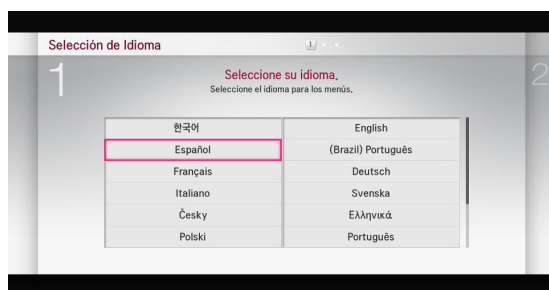 Selección de Idioma
1
1
2
Seleccione su idioma.
Seleccione el idioma para los menús.
한국어 English
Español (Brazil) Português
Français Deutsch
Italiano Svenska
Česky Ελληνικά
Polski Português